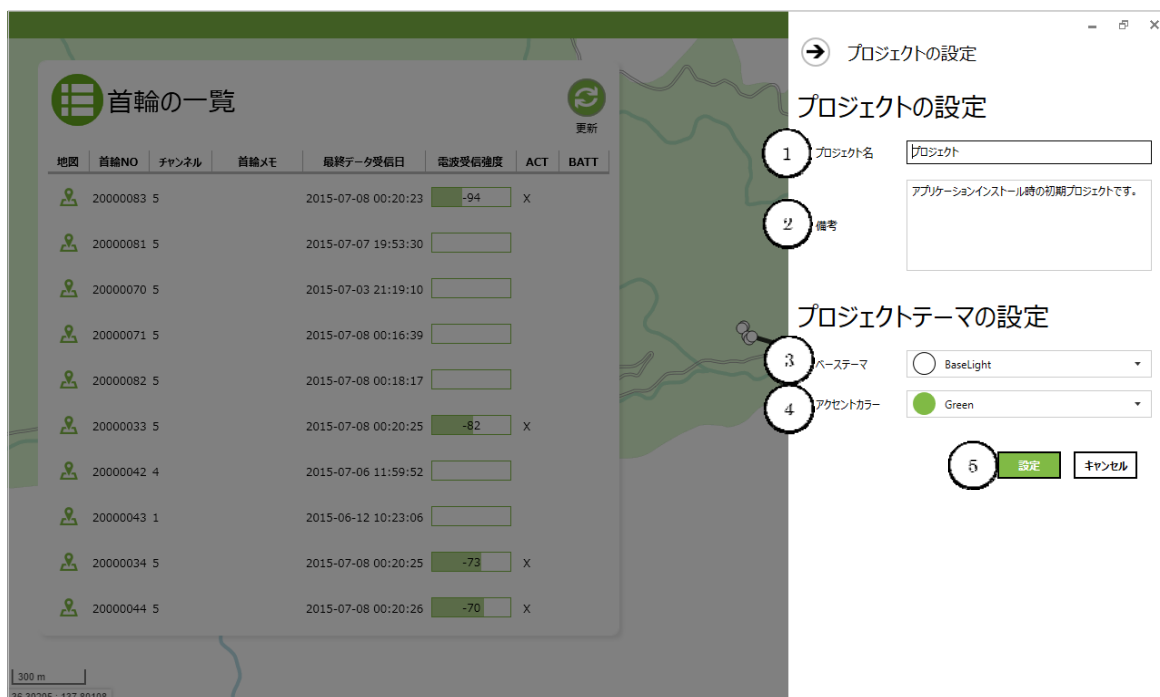 首輪の一覧
更新
地図 首輪NO チャンネル 首輪メモ 最終データ受信日 電波受信強度 ACT BATT
20000083 5 2015-07-08 00:20:23 -94 X
20000081 5 2015-07-07 19:53:30
20000070 5 2015-07-03 21:19:10
20000071 5 2015-07-08 00:16:39
20000082 5 2015-07-08 00:18:17
20000033 5 2015-07-08 00:20:25 -82 X
20000042 4 2015-07-06 11:59:52
20000043 1 2015-06-12 10:23:06
20000034 5 2015-07-08 00:20:25 -73 X
20000044 5 2015-07-08 00:20:26 -70 X
300 m
プロジェクトの設定
プロジェクトの設定
1 プロジェクト名 プロジェクト
2 備考 アプリケーションインストール時の初期プロジェクトです。
プロジェクトテーマの設定
3 ベーステーマ BaseLight
4 アクセントカラー Green
5 設定 キャンセル